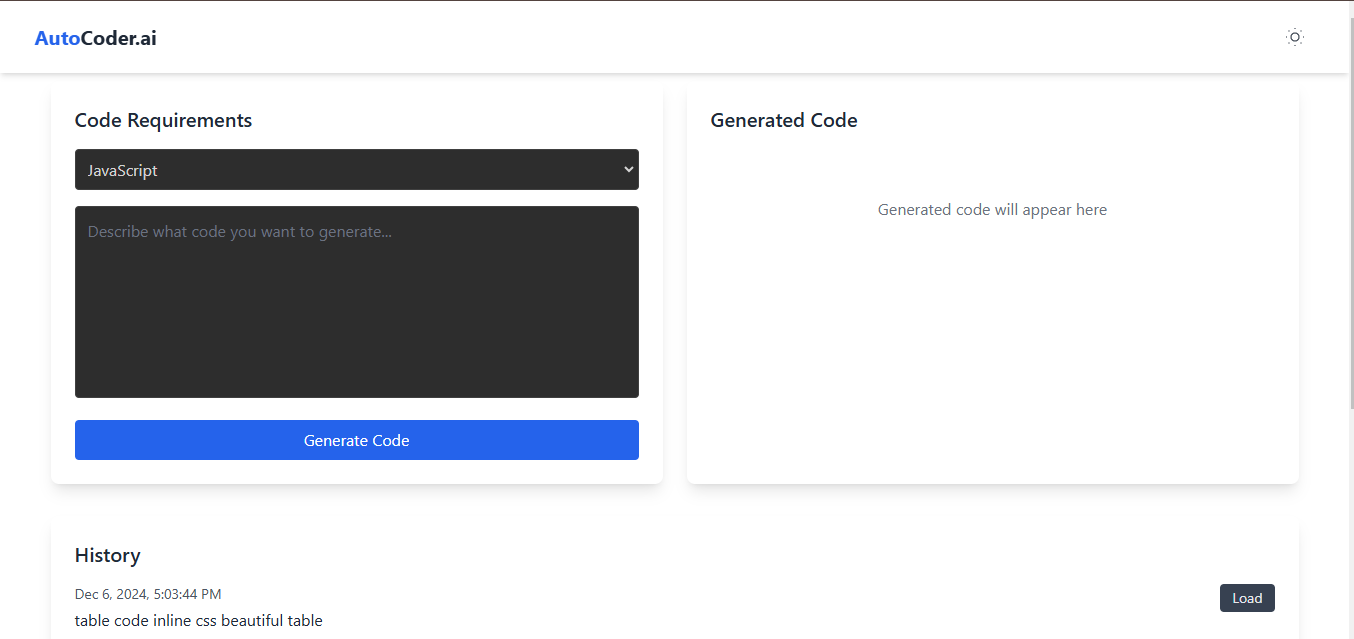 AutoCoder.ai
Code Requirements
JavaScript
Describe what code you want to generate...
Generate Code
Generated Code
Generated code will appear here
History
Dec 6, 2024, 5:03:44 PM
table code inline css beautiful table
Load